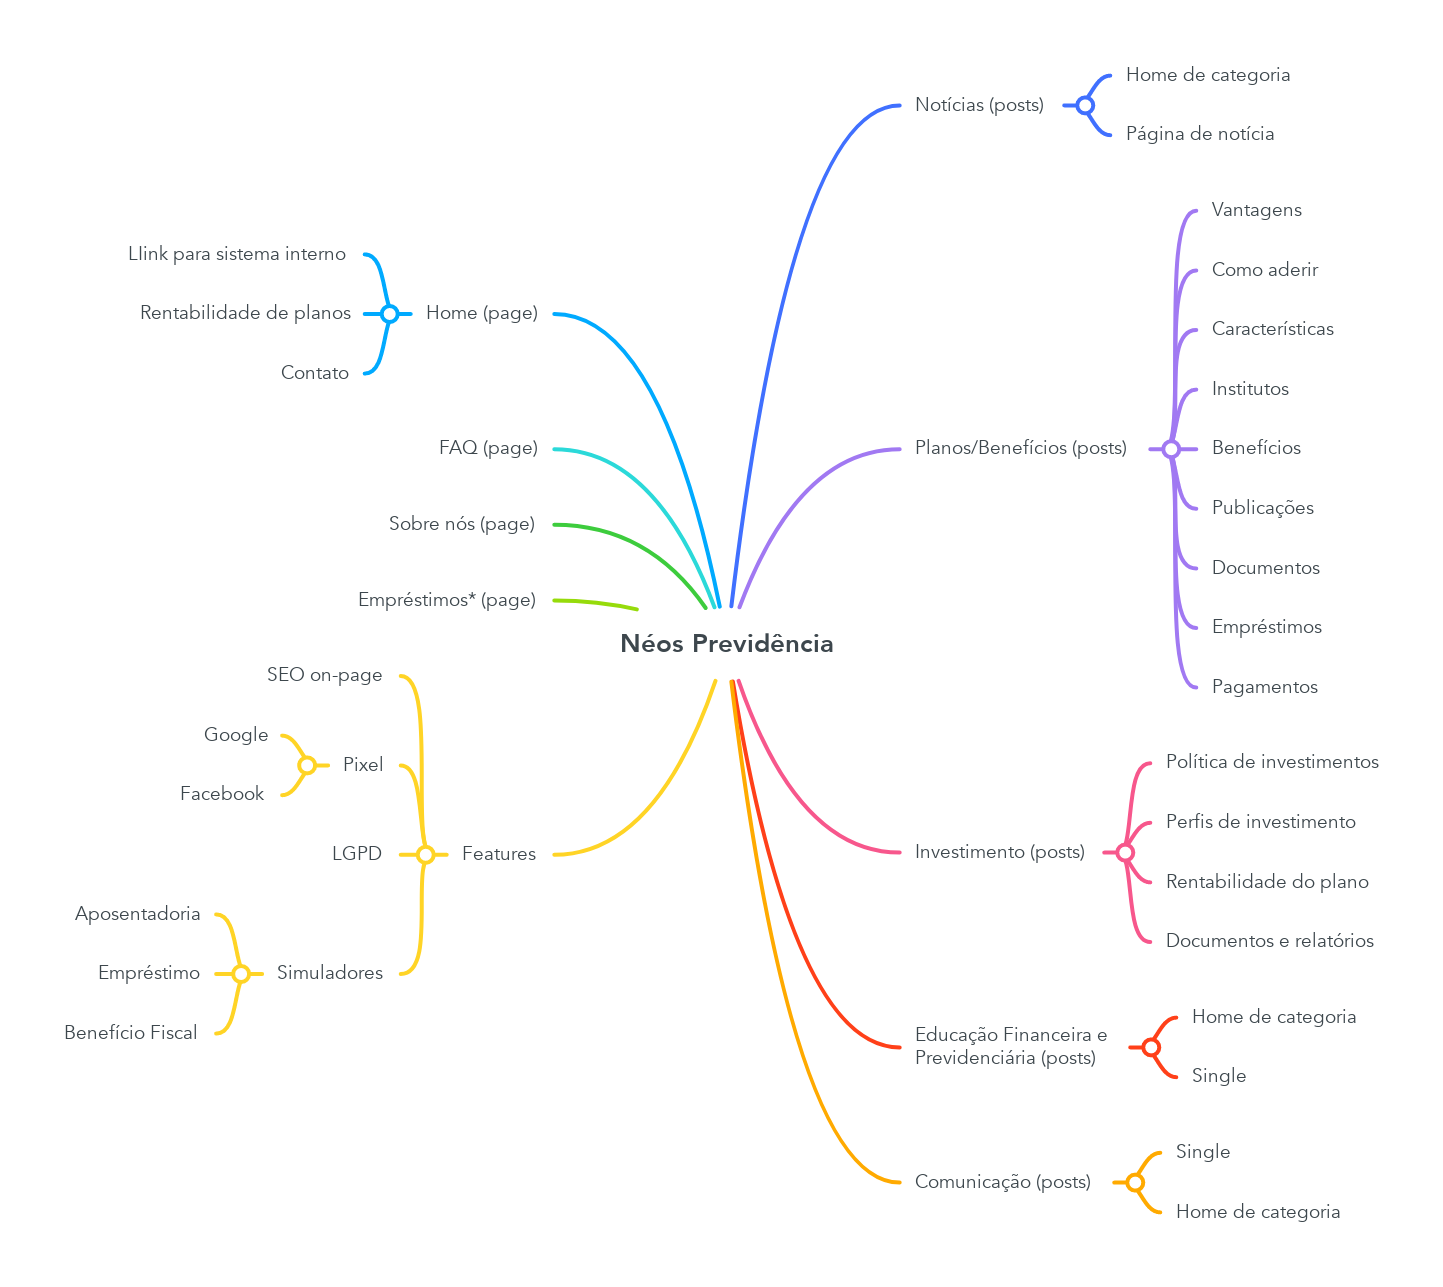 Néos Previdência
Notícias (posts)
Home de categoria
Página de notícia
Planos/Benefícios (posts)
Vantagens
Como aderir
Características
Institutos
Benefícios
Publicações
Documentos
Empréstimos
Pagamentos
Investimento (posts)
Política de investimentos
Perfis de investimento
Rentabilidade do plano
Documentos e relatórios
Educação Financeira e
Previdenciária (posts)
Home de categoria
Single
Comunicação (posts)
Single
Home de categoria
Home (page)
LIink para sistema interno
Rentabilidade de planos
Contato
FAQ (page)
Sobre nós (page)
Empréstimos* (page)
Features
SEO on-page
Pixel
Google
Facebook
LGPD
Simuladores
Aposentadoria
Empréstimo
Benefício Fiscal